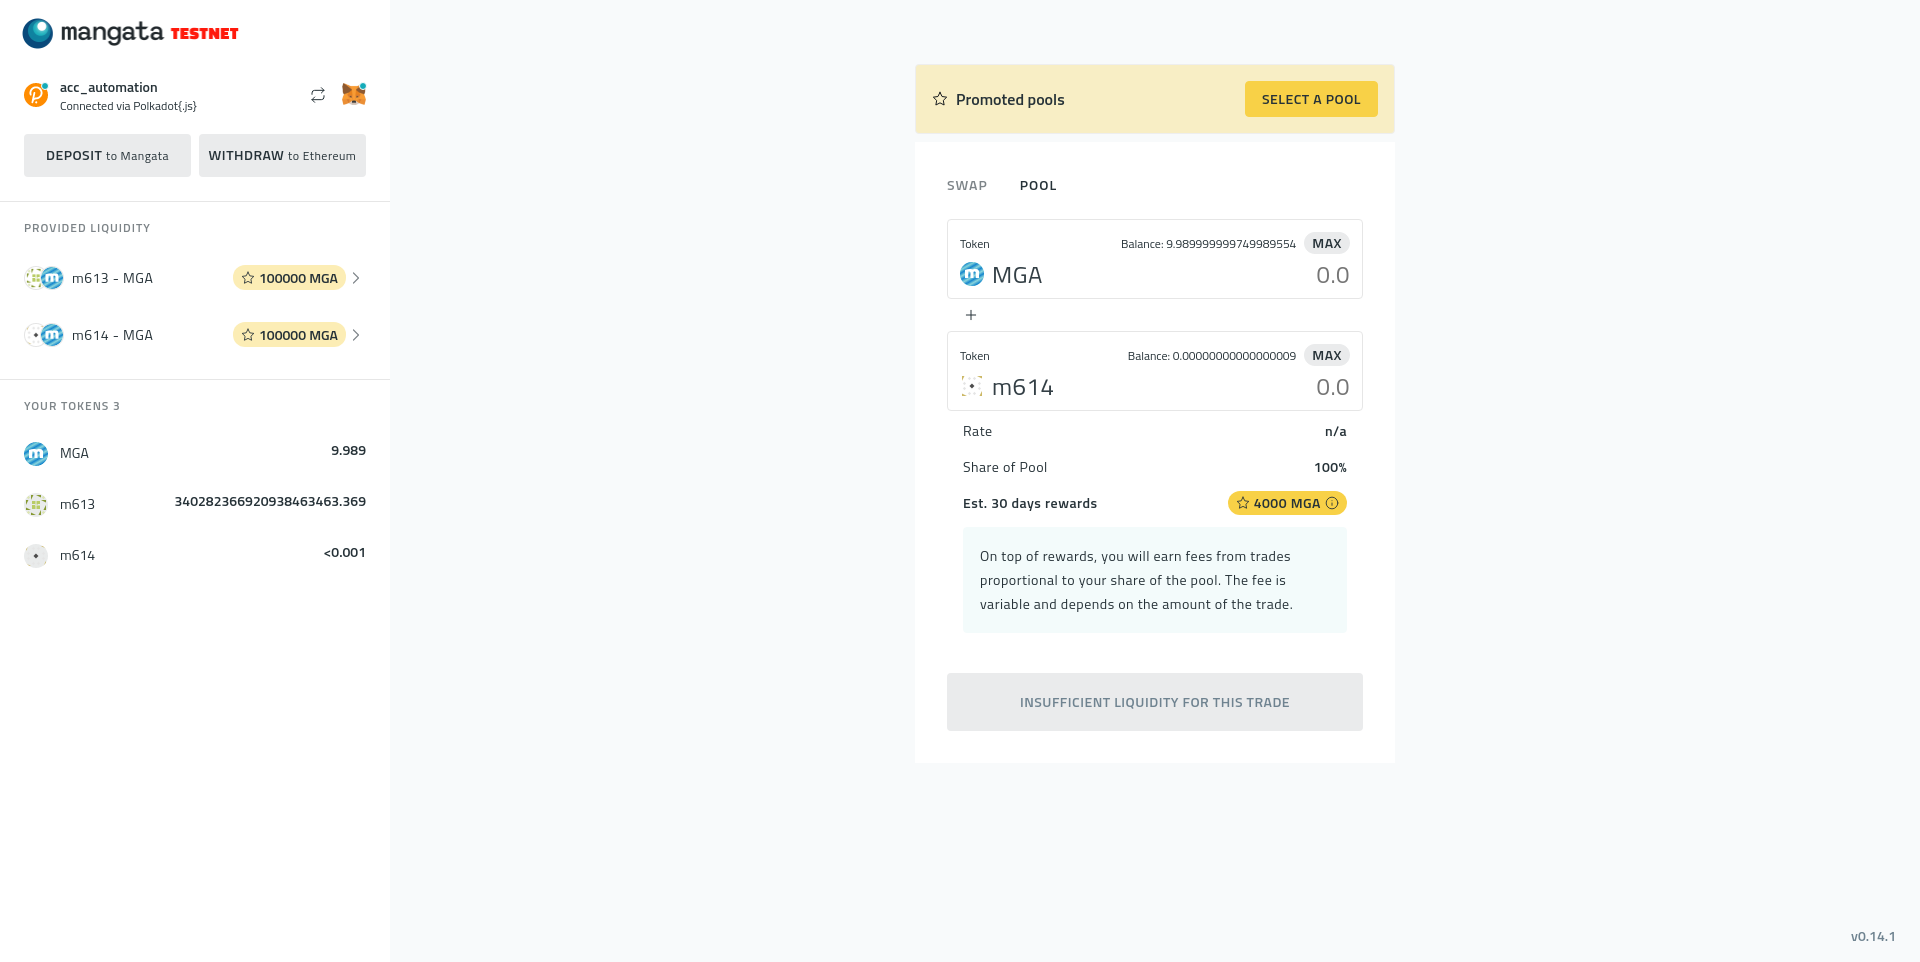 mangata TESTNET
acc_automation
Connected via Polkadot{.js}
DEPOSIT to Mangata
WITHDRAW to Ethereum
PROVIDED LIQUIDITY
m613 - MGA
100000 MGA
m614 - MGA
100000 MGA
YOUR TOKENS 3
MGA
9.989
m613
340282366920938463463.369
m614
<0.001
Promoted pools
SELECT A POOL
SWAP
POOL
Token
Balance: 9.989999999749989554
MAX
MGA
0.0
Token
Balance: 0.00000000000000009
MAX
m614
0.0
Rate
n/a
Share of Pool
100%
Est. 30 days rewards
4000 MGA
On top of rewards, you will earn fees from trades
proportional to your share of the pool. The fee is
variable and depends on the amount of the trade.
INSUFFICIENT LIQUIDITY FOR THIS TRADE
v0.14.1